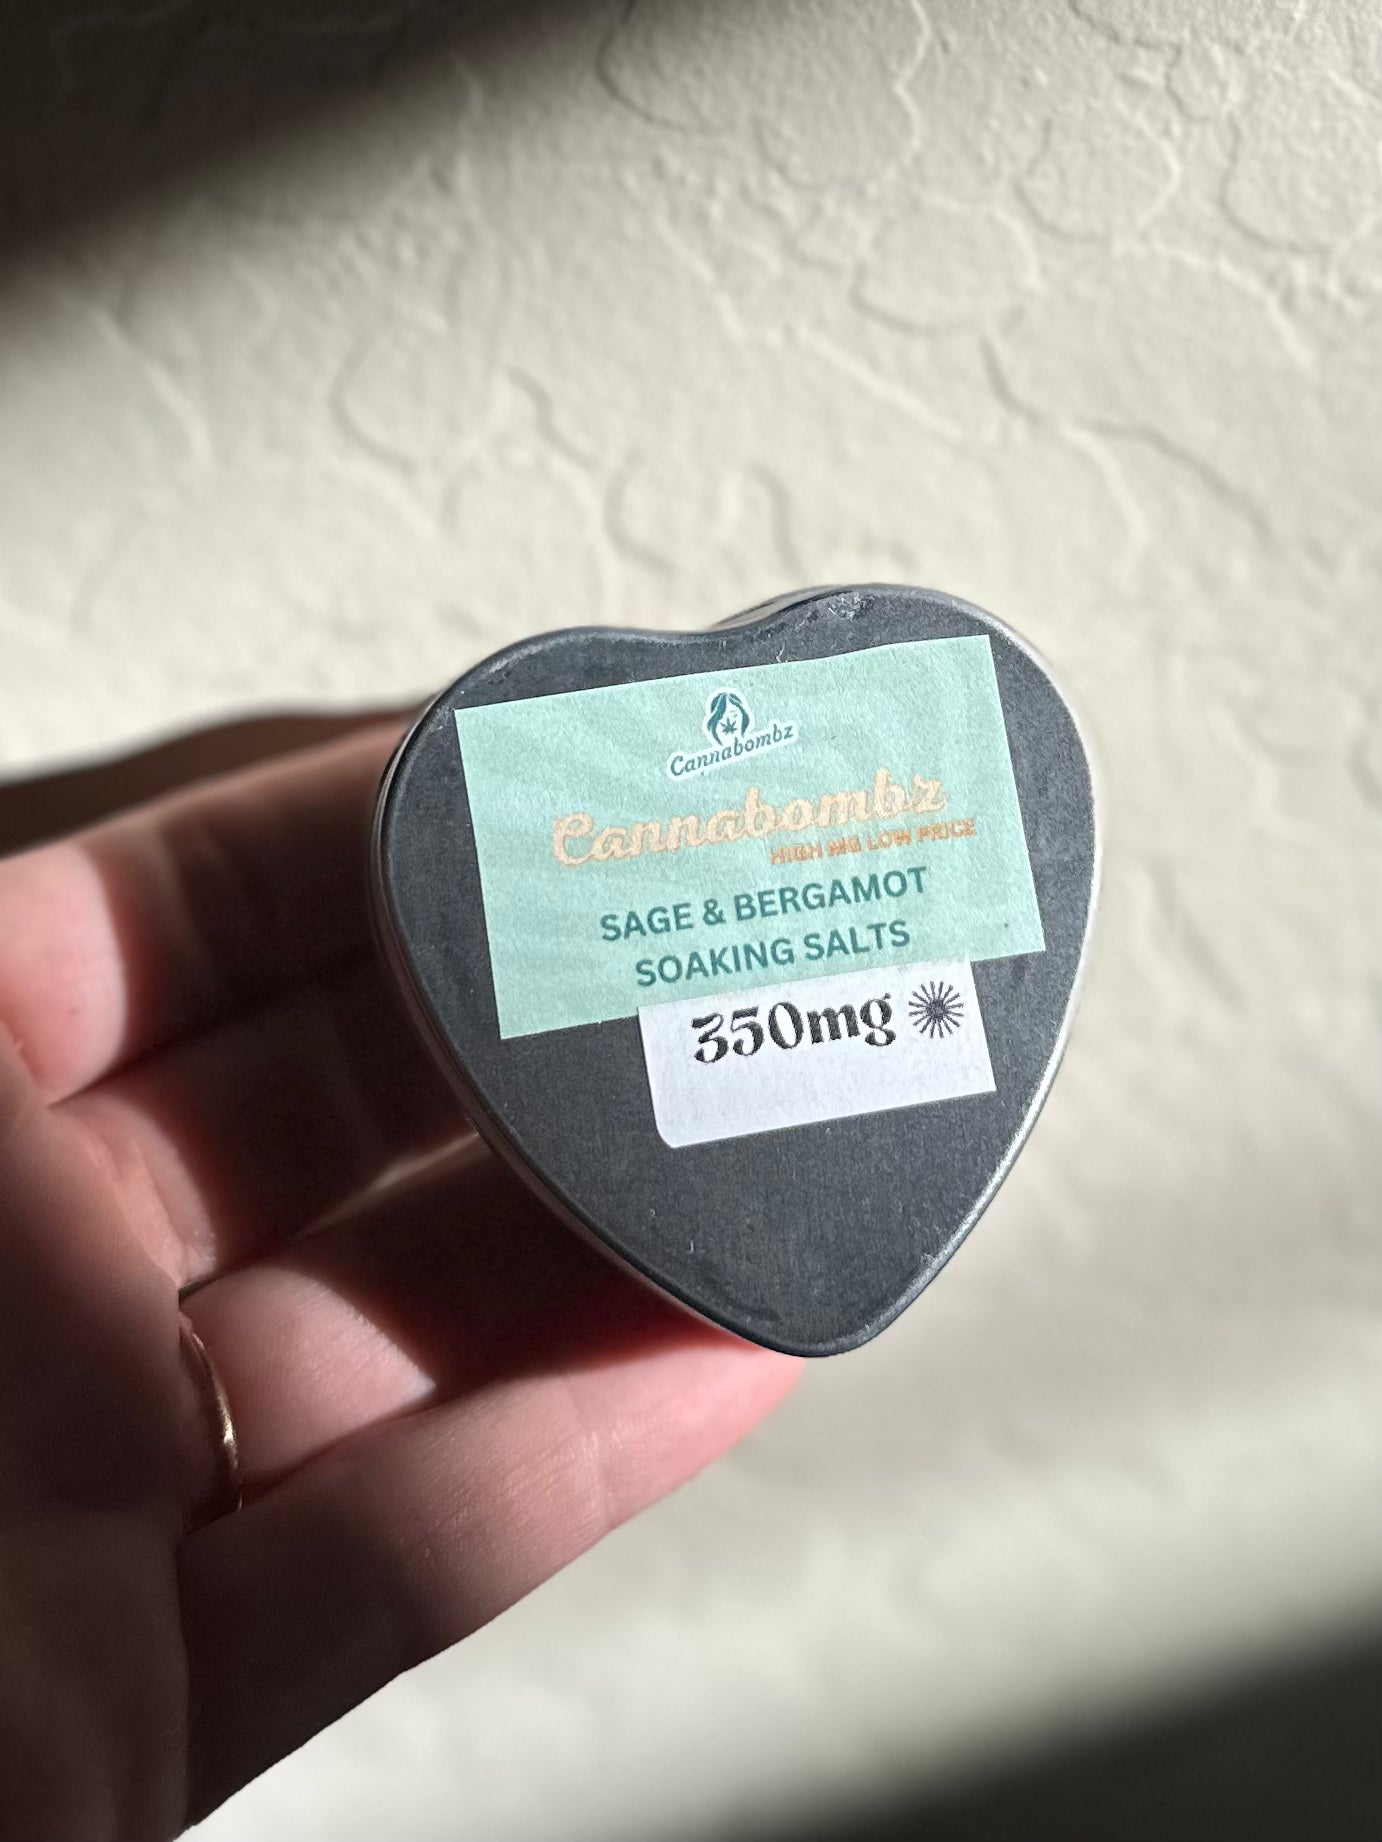 Cannabombz
Cannabombz
HIGH MG LOW PRICE
SAGE & BERGAMOT
SOAKING SALTS
350mg